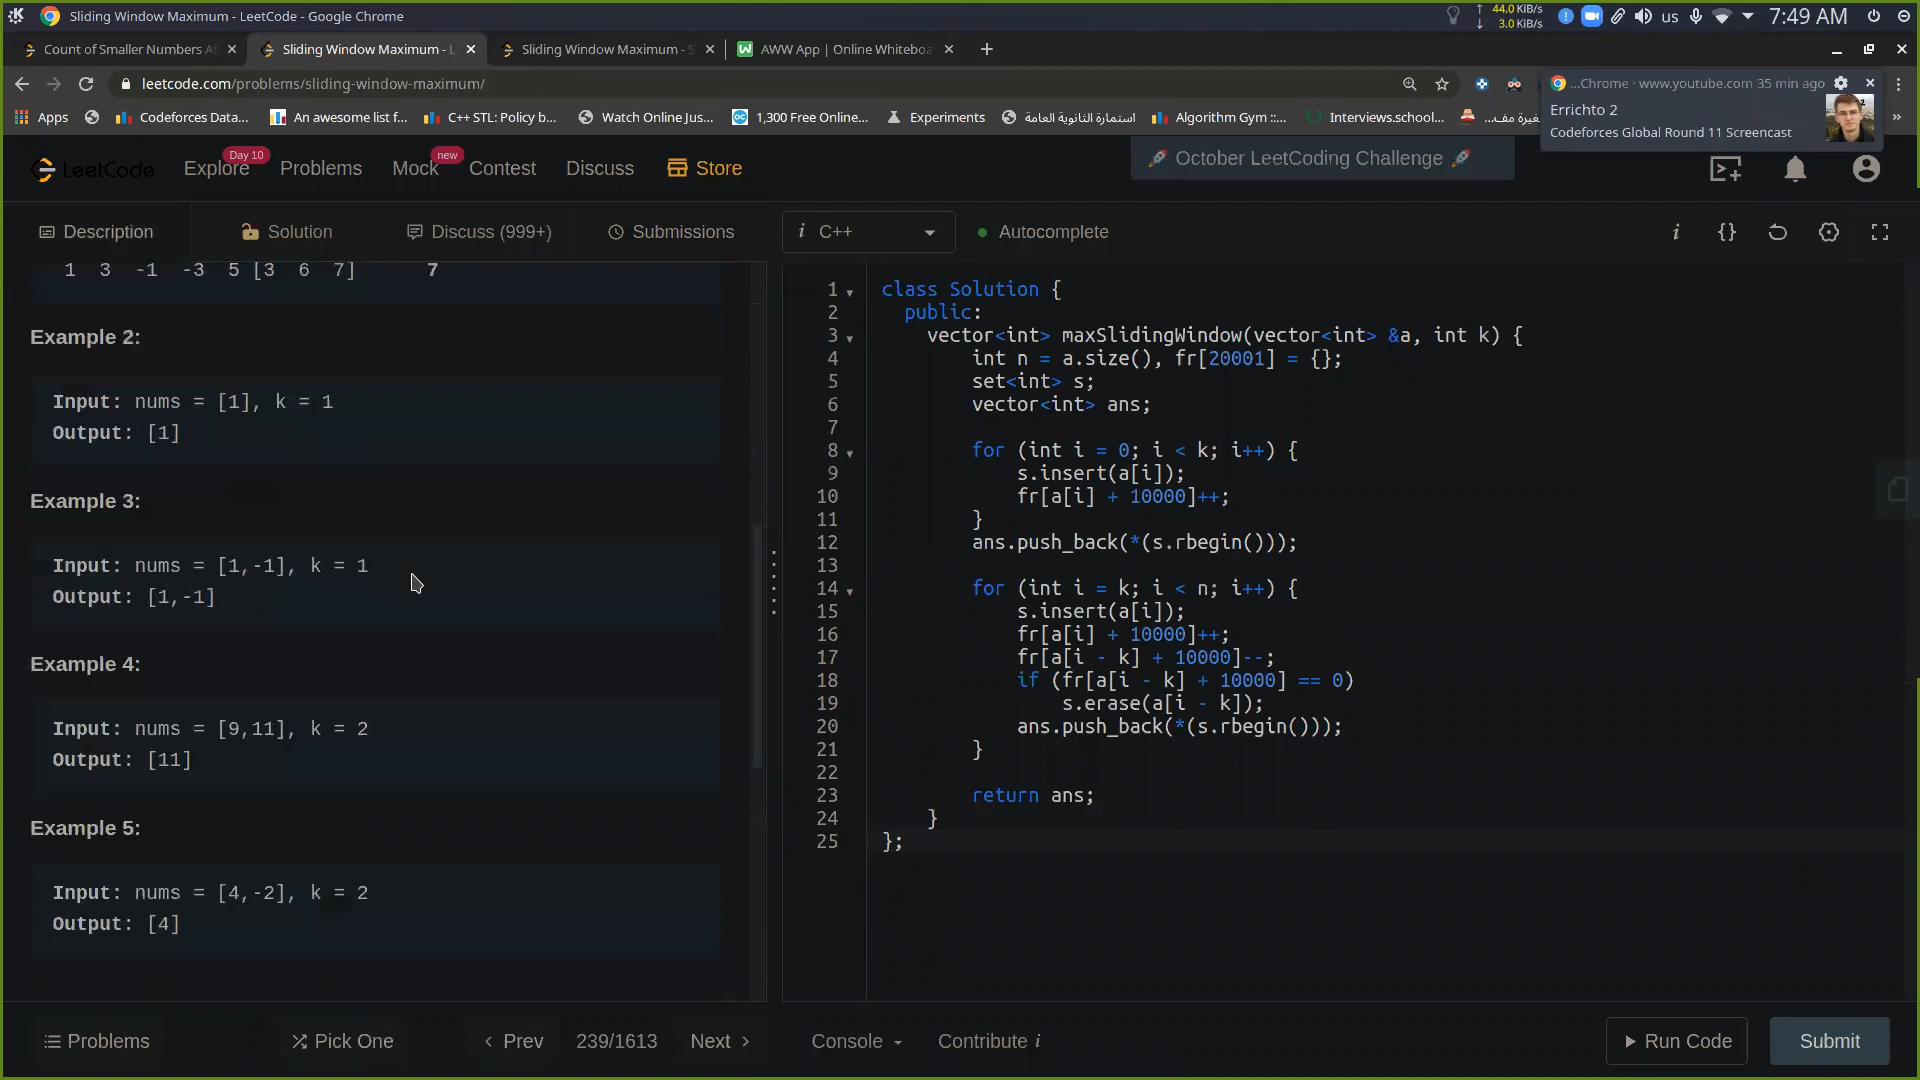 Sliding Window Maximum - LeetCode - Google Chrome
44.0 KiB/s
3.0 KiB/s
us
7:49 AM
Count of Smaller Numbers Af
Sliding Window Maximum - L
Sliding Window Maximum - S
AWW App | Online Whiteboa
leetcode.com/problems/sliding-window-maximum/
...Chrome · www.youtube.com 35 min ago
Errichto 2
Codeforces Global Round 11 Screencast
Apps
Codeforces Data...
An awesome list f...
C++ STL: Policy b...
Watch Online Jus...
1,300 Free Online...
Experiments
استمارة الثانوية العامة
Algorithm Gym ::...
Interviews.school...
LeetCode
Explore
Day 10
Problems
Mock
new
Contest
Discuss
Store
October LeetCoding Challenge
Description
Solution
Discuss (999+)
Submissions
i C++
Autocomplete
i {}
1 3 -1 -3 5 [3 6 7] 7
Example 2:
Input: nums = [1], k = 1
Output: [1]
Example 3:
Input: nums = [1,-1], k = 1
Output: [1,-1]
Example 4:
Input: nums = [9,11], k = 2
Output: [11]
Example 5:
Input: nums = [4,-2], k = 2
Output: [4]
1 class Solution {
2 public:
3 vector<int> maxSlidingWindow(vector<int> &a, int k) {
4 int n = a.size(), fr[20001] = {};
5 set<int> s;
6 vector<int> ans;
7
8 for (int i = 0; i < k; i++) {
9 s.insert(a[i]);
10 fr[a[i] + 10000]++;
11 }
12 ans.push_back(*(s.rbegin()));
13
14 for (int i = k; i < n; i++) {
15 s.insert(a[i]);
16 fr[a[i] + 10000]++;
17 fr[a[i - k] + 10000]--;
18 if (fr[a[i - k] + 10000] == 0)
19 s.erase(a[i - k]);
20 ans.push_back(*(s.rbegin()));
21 }
22
23 return ans;
24 }
25 };
Problems
Pick One
Prev
239/1613
Next
Console
Contribute i
Run Code
Submit